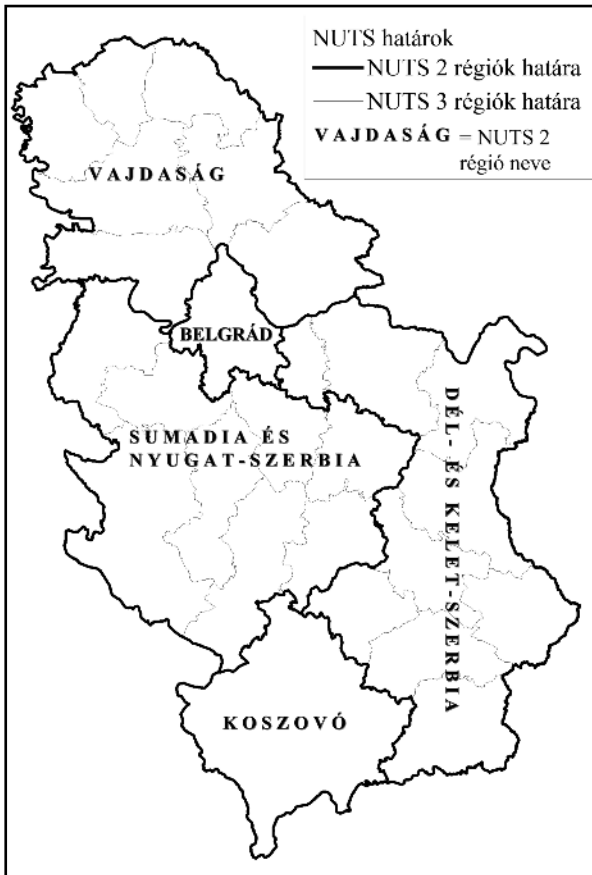 NUTS határok
NUTS 2 régiók határa
NUTS 3 régiók határa
VAJDASÁG = NUTS 2
régió neve
VAJDASÁG
BELGRÁD
SUMADIA ÉS
NYUGAT-SZERBIA
DÉL- ÉS KELET-SZERBIA
KOSZOVÓ